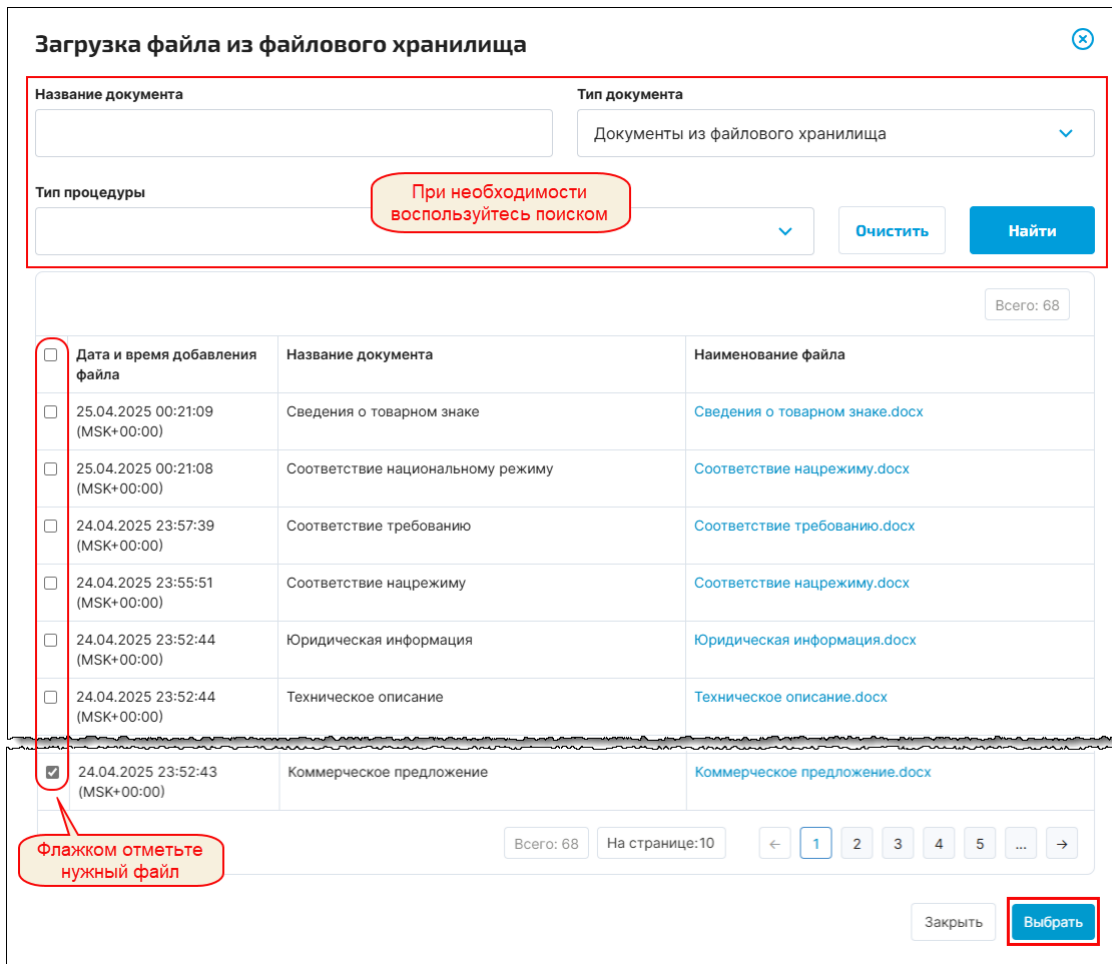 Загрузка файла из файлового хранилища
Название документа
Тип документа
Документы из файлового хранилища
Тип процедуры
При необходимости
воспользуйтесь поиском
Очистить
Найти
Всего: 68
Дата и время добавления
файла
Название документа
Наименование файла
25.04.2025 00:21:09
(MSK+00:00)
Сведения о товарном знаке
Сведения о товарном знаке.docx
25.04.2025 00:21:08
(MSK+00:00)
Соответствие национальному режиму
Соответствие нацрежиму.docx
24.04.2025 23:57:39
(MSK+00:00)
Соответствие требованию
Соответствие требованию.docx
24.04.2025 23:55:51
(MSK+00:00)
Соответствие нацрежиму
Соответствие нацрежиму.docx
24.04.2025 23:52:44
(MSK+00:00)
Юридическая информация
Юридическая информация.docx
24.04.2025 23:52:44
(MSK+00:00)
Техническое описание
Техническое описание.docx
24.04.2025 23:52:43
(MSK+00:00)
Коммерческое предложение
Коммерческое предложение.docx
Флажком отметьте
нужный файл
Всего: 68
На странице:10
← 1 2 3 4 5 ... →
Закрыть
Выбрать